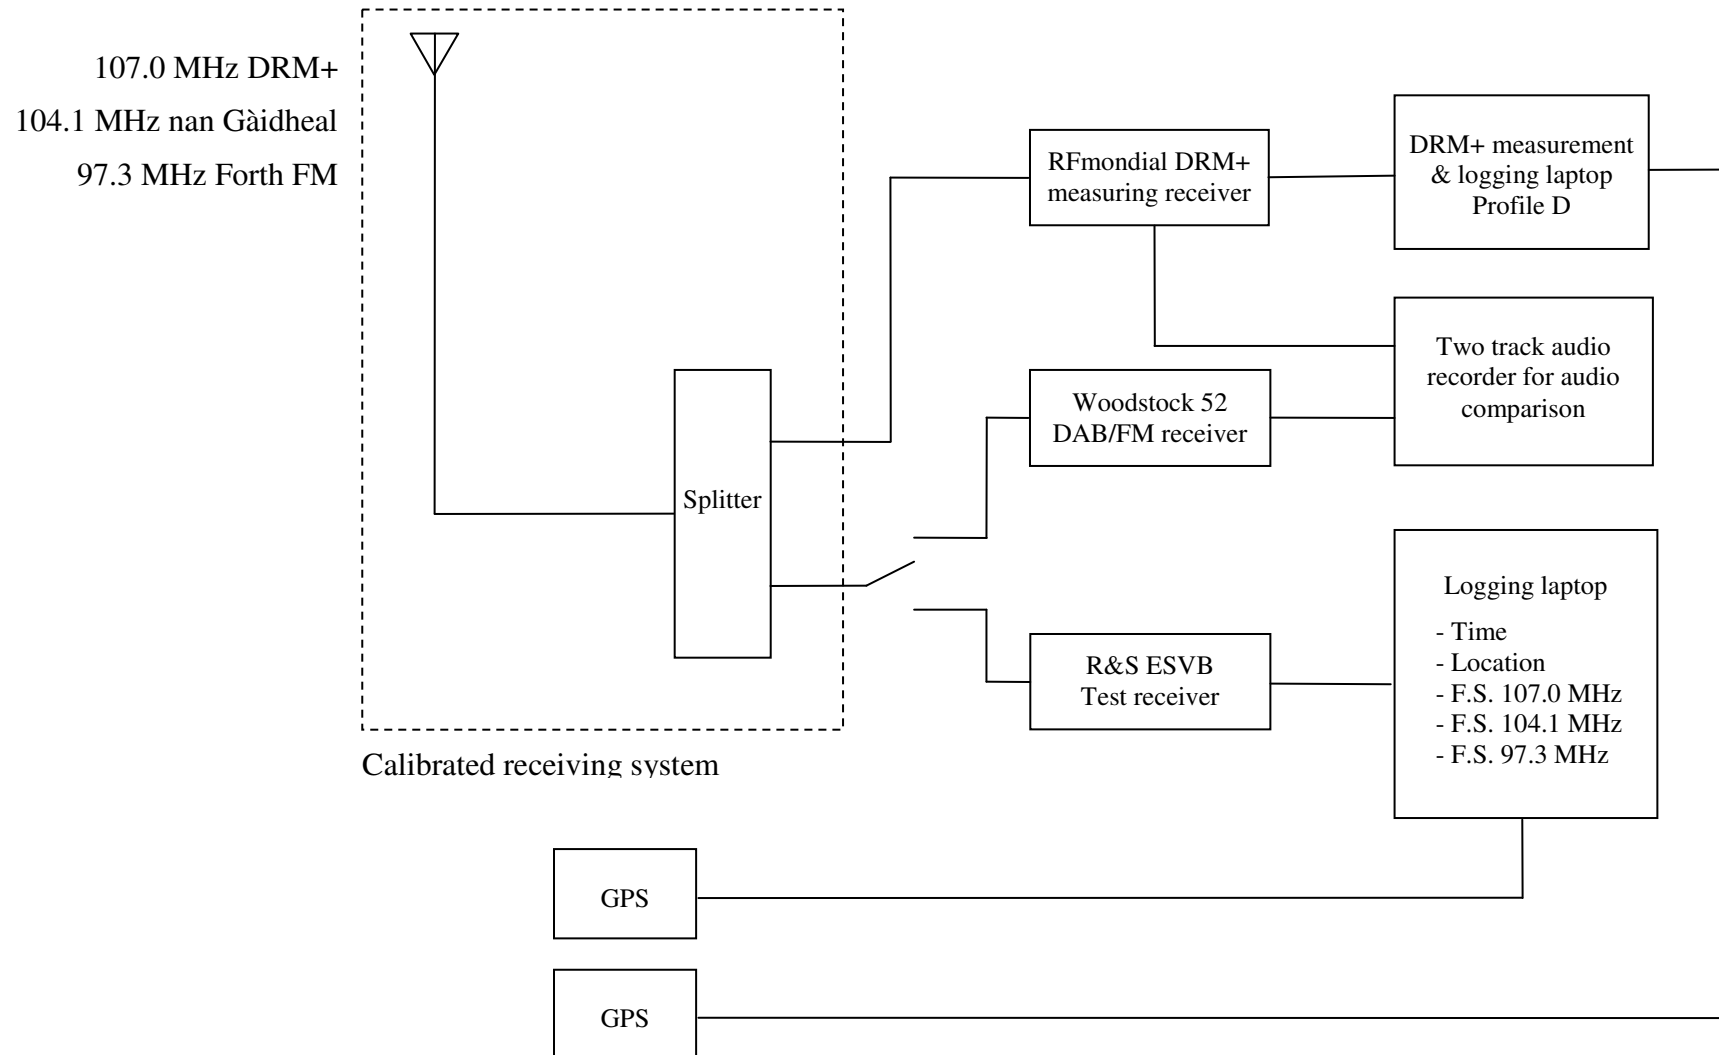 107.0 MHz DRM+
104.1 MHz nan Gàidheal
97.3 MHz Forth FM
RFmondial DRM+
measuring receiver
DRM+ measurement
& logging laptop
Profile D
Two track audio
recorder for audio
comparison
Woodstock 52
DAB/FM receiver
Splitter
R&S ESVB
Test receiver
Logging laptop
- Time
- Location
- F.S. 107.0 MHz
- F.S. 104.1 MHz
- F.S. 97.3 MHz
Calibrated receiving system
GPS
GPS